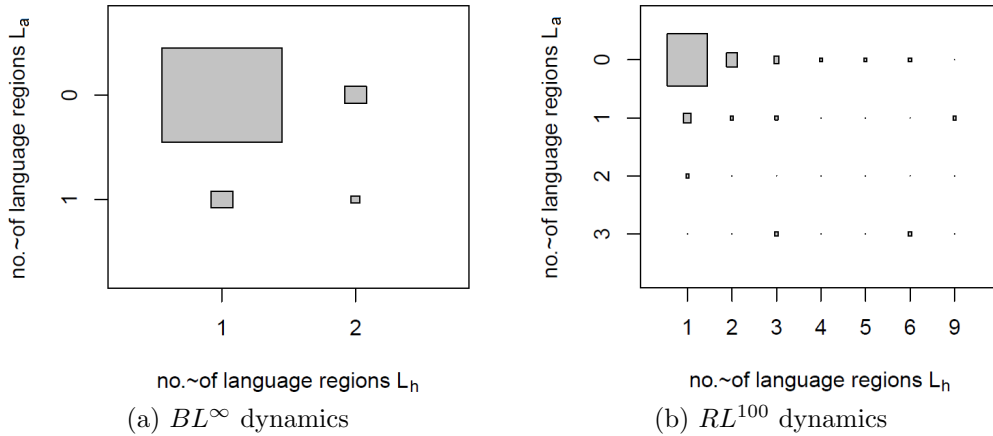 no.~of language regions Lₐ
0
1
1 2
no.~of language regions Lₕ
(a) BL^∞ dynamics
no.~of language regions Lₐ
0
1
2
3
1 2 3 4 5 6 9
no.~of language regions Lₕ
(b) RL^100 dynamics